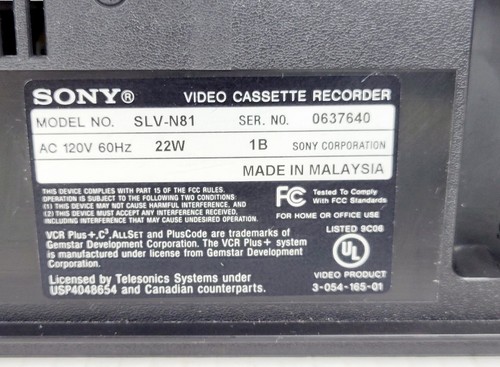 SONY® VIDEO CASSETTE RECORDER
MODEL NO. SLV-N81 SER. NO. 0637640
AC 120V 60Hz 22W 1B SONY CORPORATION
MADE IN MALAYSIA
THIS DEVICE COMPLIES WITH PART 15 OF THE FCC RULES.
OPERATION IS SUBJECT TO THE FOLLOWING TWO CONDITIONS:
(1) THIS DEVICE MAY NOT CAUSE HARMFUL INTERFERENCE, AND
(2) THIS DEVICE MUST ACCEPT ANY INTERFERENCE RECEIVED,
INCLUDING INTERFERENCE THAT MAY CAUSE UNDESIRED OPERATION.
FC Tested To Comply
With FCC Standards
FOR HOME OR OFFICE USE
VCR Plus+,C³,ALLSET and PlusCode are trademarks of
Gemstar Development Corporation. The VCR Plus+ system
is manufactured under license from Gemstar Development
Corporation.
Licensed by Telesonics Systems under
USP4048654 and Canadian counterparts.
LISTED 9C06
UL
®
VIDEO PRODUCT
3-054-165-01